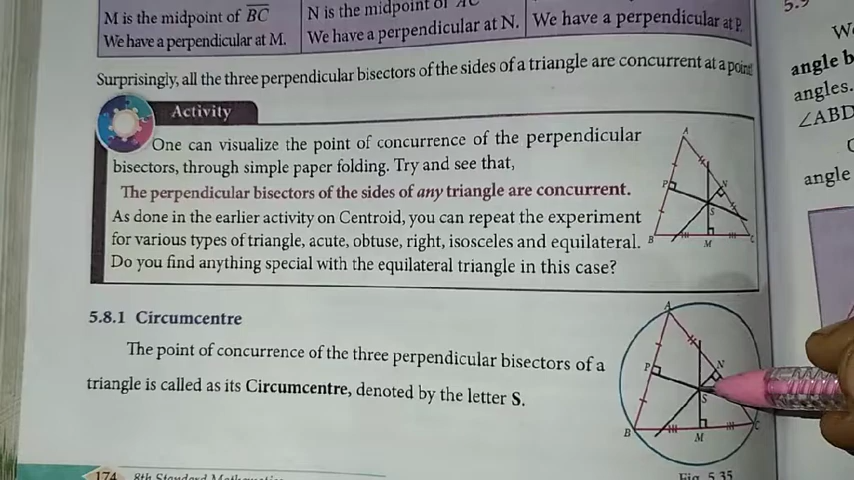 M is the midpoint of BC
We have a perpendicular at M.
N is the midpoint of AC
We have a perpendicular at N.
We have a perpendicular at P.
Surprisingly, all the three perpendicular bisectors of the sides of a triangle are concurrent at a point!
Activity
One can visualize the point of concurrence of the perpendicular
bisectors, through simple paper folding. Try and see that,
The perpendicular bisectors of the sides of any triangle are concurrent.
As done in the earlier activity on Centroid, you can repeat the experiment
for various types of triangle, acute, obtuse, right, isosceles and equilateral.
Do you find anything special with the equilateral triangle in this case?
A
P
N
S
B
M
C
5.8.1 Circumcentre
The point of concurrence of the three perpendicular bisectors of a
triangle is called as its Circumcentre, denoted by the letter S.
A
P
N
S
B
M
C
Fig 5.35
174 8th Standard
5.9
angle b
angles.
∠ABD
angle